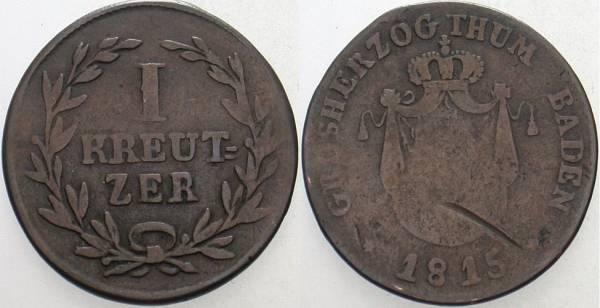 I
KREUT=
ZER
GROSHERZOGTHUM BADEN
1815